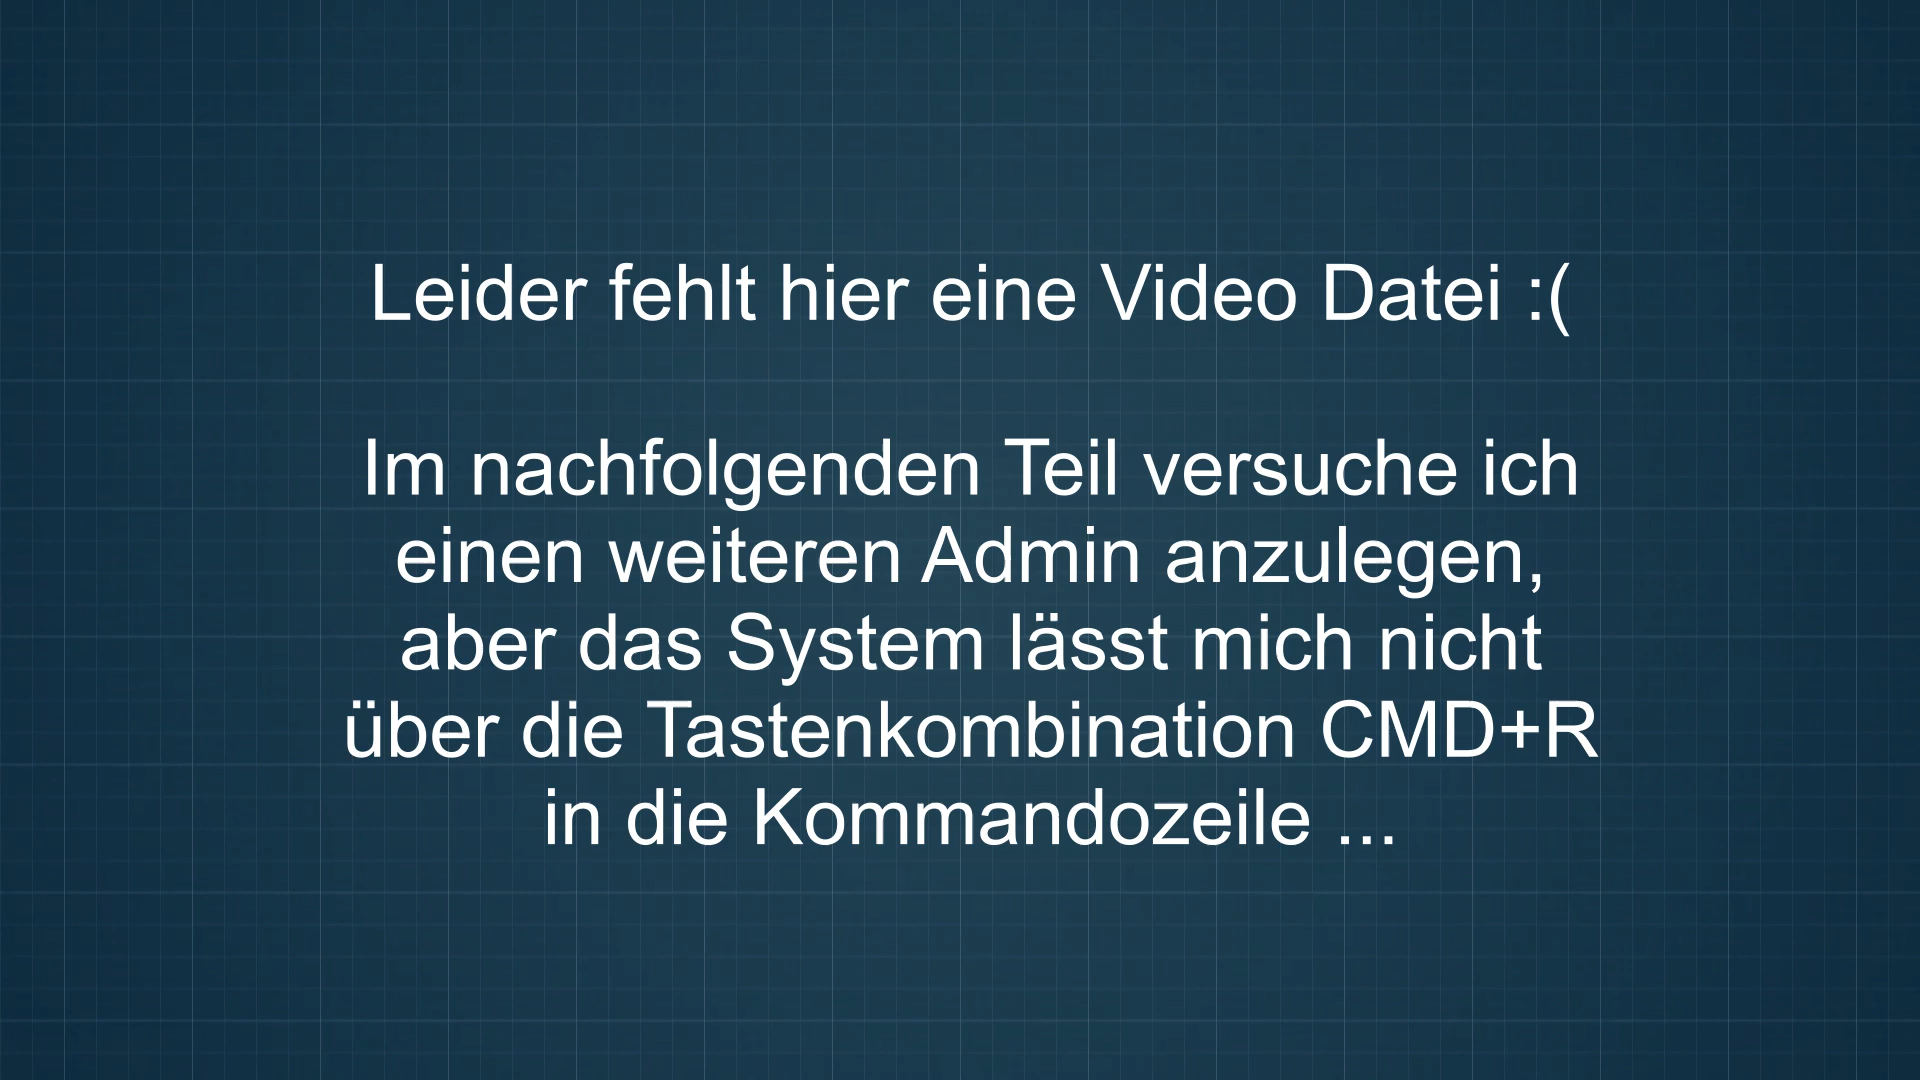 Leider fehlt hier eine Video Datei :(
Im nachfolgenden Teil versuche ich
einen weiteren Admin anzulegen,
aber das System lässt mich nicht
über die Tastenkombination CMD+R
in die Kommandozeile ...